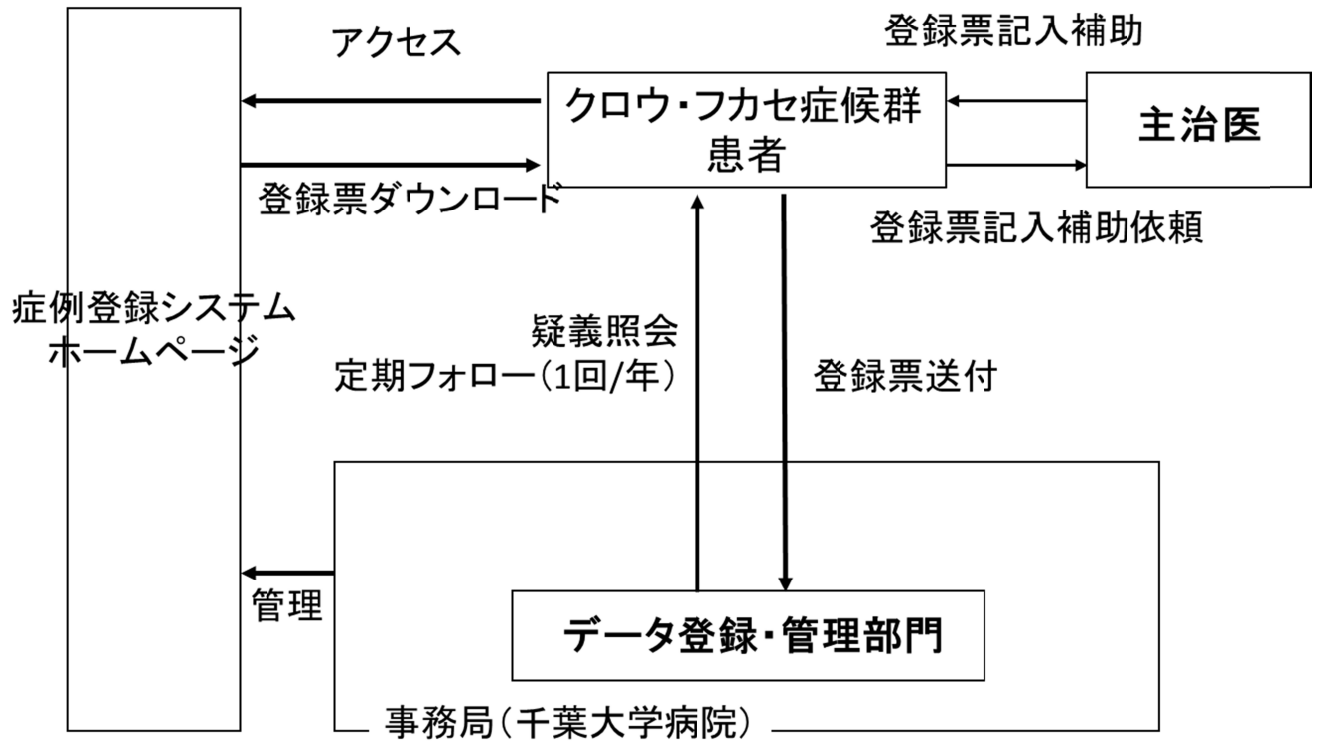 アクセス
登録票記入補助
クロウ・フカセ症候群
患者
主治医
登録票ダウンロード
登録票記入補助依頼
症例登録システム
ホームページ
疑義照会
定期フォロー（1回/年）
登録票送付
管理
データ登録・管理部門
事務局（千葉大学病院）